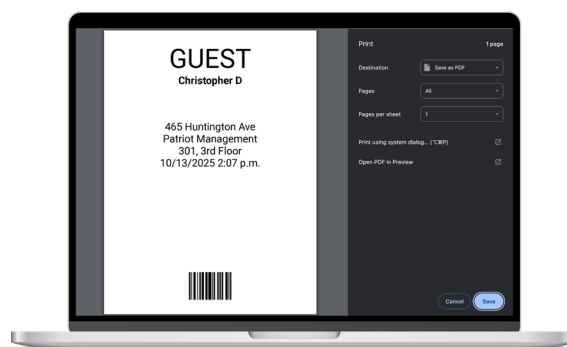 GUEST
Christopher D
465 Huntington Ave
Patriot Management
301, 3rd Floor
10/13/2025 2:07 p.m.
Print
1 page
Destination
Save as PDF
Pages
All
Pages per sheet
1
Print using system dialog... (⌥⌘P)
Open PDF in Preview
Cancel
Save